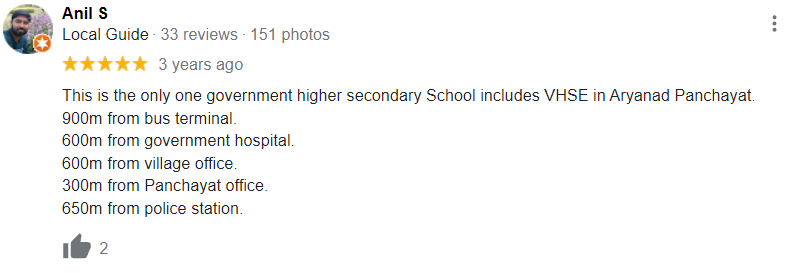 Anil S
Local Guide · 33 reviews · 151 photos
3 years ago
This is the only one government higher secondary School includes VHSE in Aryanad Panchayat.
900m from bus terminal.
600m from government hospital.
600m from village office.
300m from Panchayat office.
650m from police station.
2